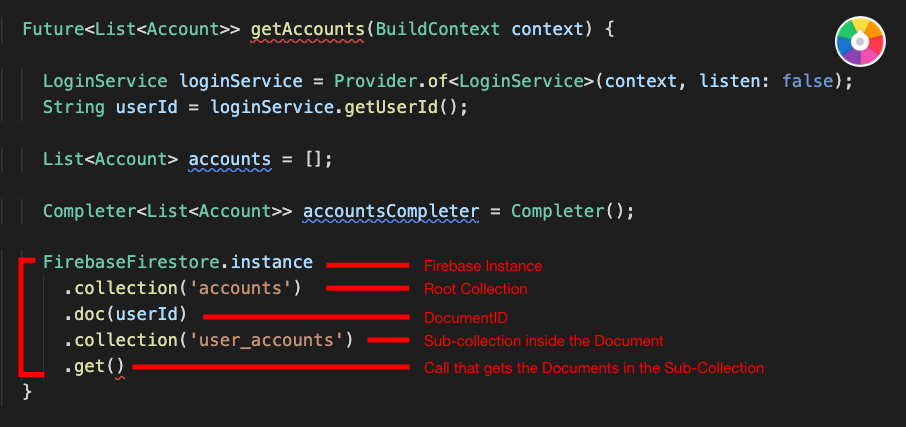 Future<List<Account>> getAccounts(BuildContext context) {
LoginService loginService = Provider.of<LoginService>(context, listen: false);
String userId = loginService.getUserId();
List<Account> accounts = [];
Completer<List<Account>> accountsCompleter = Completer();
FirebaseFirestore.instance Firebase Instance
.collection('accounts') Root Collection
.doc(userId) DocumentID
.collection('user_accounts') Sub-collection inside the Document
.get() Call that gets the Documents in the Sub-Collection
}